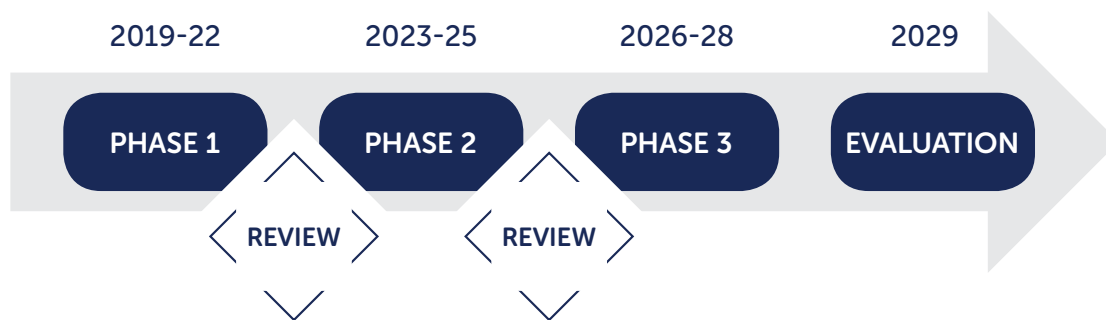 2019-22 2023-25 2026-28 2029
PHASE 1 PHASE 2 PHASE 3 EVALUATION
REVIEW REVIEW